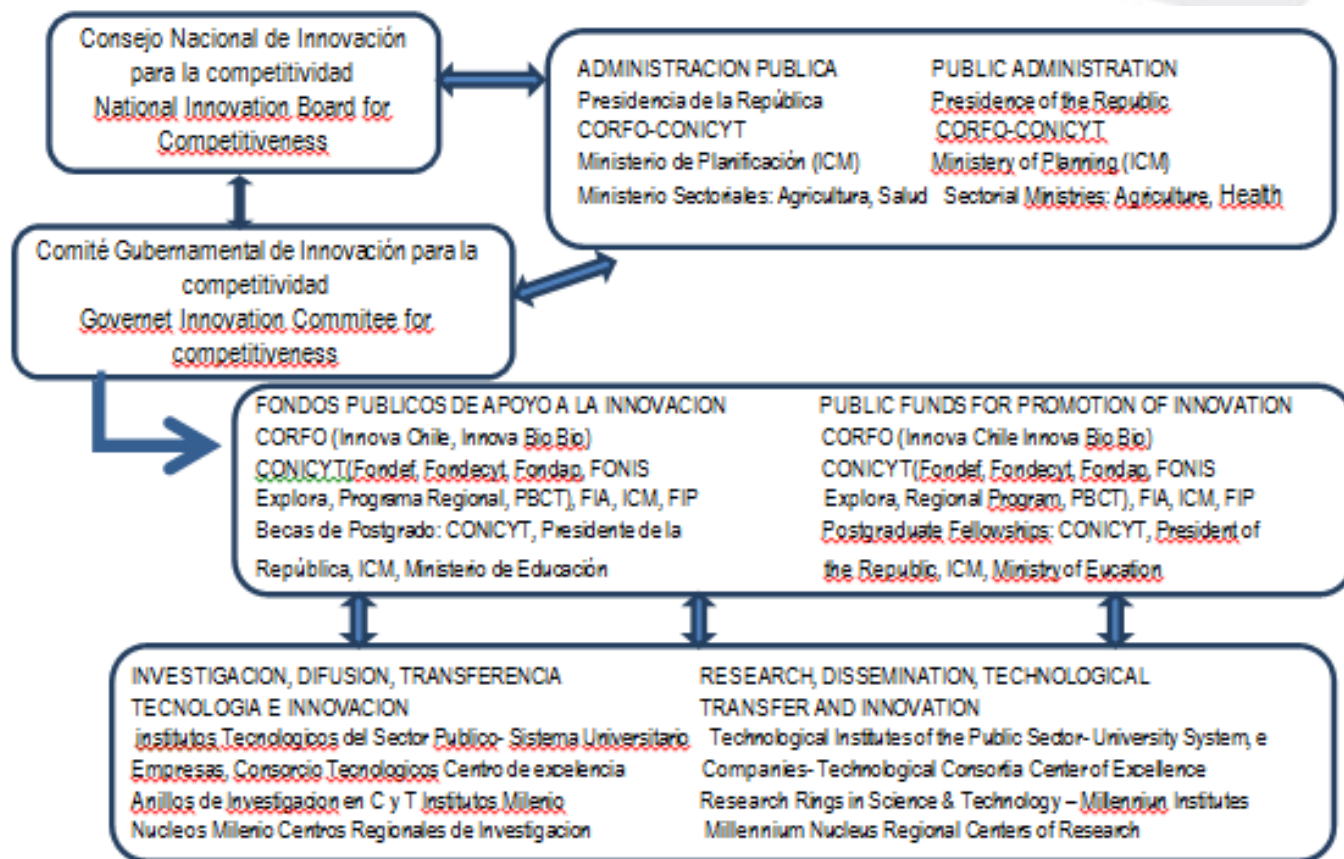 Consejo Nacional de Innovación
para la competitividad
National Innovation Board for
Competitiveness
ADMINISTRACION PUBLICA PUBLIC ADMINISTRATION
Presidencia de la República Presidence of the Republic
CORFO-CONICYT CORFO-CONICYT
Ministerio de Planificación (ICM) Ministery of Planning (ICM)
Ministerio Sectoriales: Agricultura, Salud Sectorial Ministries: Agriculture, Health
Comité Gubernamental de Innovación para la
competitividad
Governet Innovation Commitee for
competitiveness
FONDOS PUBLICOS DE APOYO A LA INNOVACION PUBLIC FUNDS FOR PROMOTION OF INNOVATION
CORFO (Innova Chile, Innova Bio Bio) CORFO (Innova Chile Innova Bio Bio)
CONICYT(Fondef, Fondecyt, Fondap, FONIS CONICYT(Fondef, Fondecyt, Fondap, FONIS
Explora, Programa Regional, PBCT), FIA, ICM, FIP Explora, Regional Program, PBCT), FIA, ICM, FIP
Becas de Postgrado: CONICYT, Presidente de la Postgraduate Fellowships: CONICYT, President of
República, ICM, Ministerio de Educación the Republic, ICM, Ministry of Eucation
INVESTIGACION, DIFUSION, TRANSFERENCIA RESEARCH, DISSEMINATION, TECHNOLOGICAL
TECNOLOGIA E INNOVACION TRANSFER AND INNOVATION
institutos Tecnologicos del Sector Publico- Sistema Universitario Technological Institutes of the Public Sector- University System, e
Empresas, Consorcio Tecnologicos Centro de excelencia Companies- Technological Consortia Center of Excellence
Anillos de Investigacion en C y T Institutos Milenio Research Rings in Science & Technology – Millenniun Institutes
Nucleos Milenio Centros Regionales de Investigacion Millennium Nucleus Regional Centers of Research